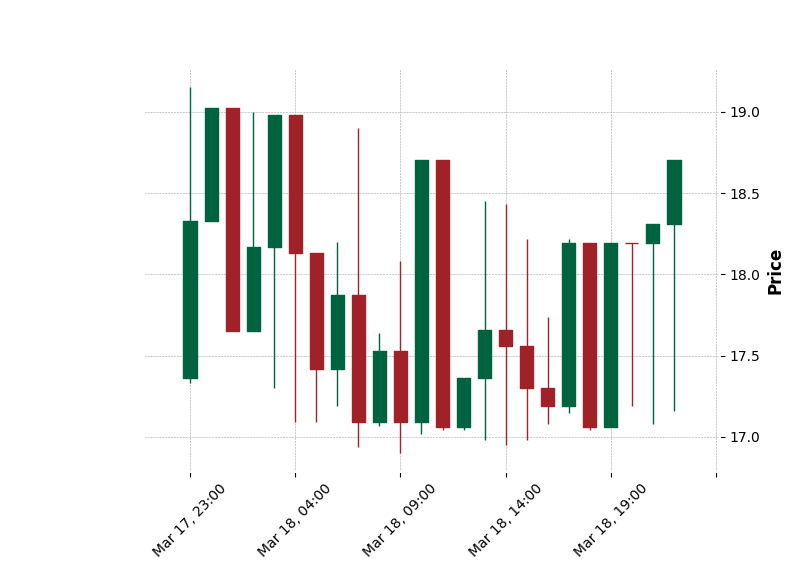 19.0
18.5
18.0
17.5
17.0
Price
Mar 17, 23:00
Mar 18, 04:00
Mar 18, 09:00
Mar 18, 14:00
Mar 18, 19:00